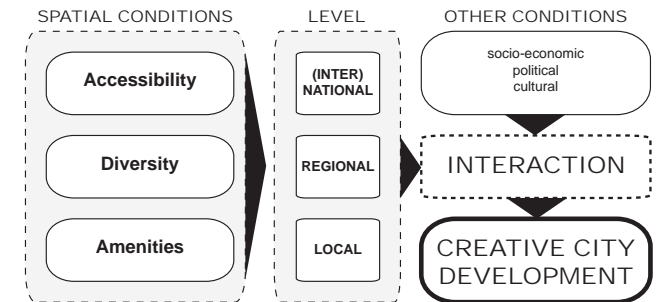 SPATIAL CONDITIONS
Accessibility
Diversity
Amenities
LEVEL
(INTER)
NATIONAL
REGIONAL
LOCAL
OTHER CONDITIONS
socio-economic
political
cultural
INTERACTION
CREATIVE CITY
DEVELOPMENT